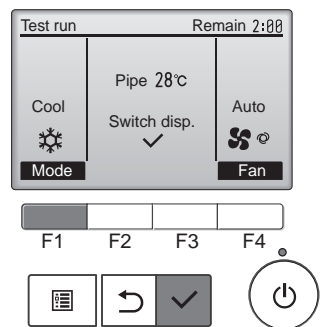 Test run Remain 2:00
Pipe 28℃
Cool Auto
Switch disp.
Mode Fan
F1 F2 F3 F4